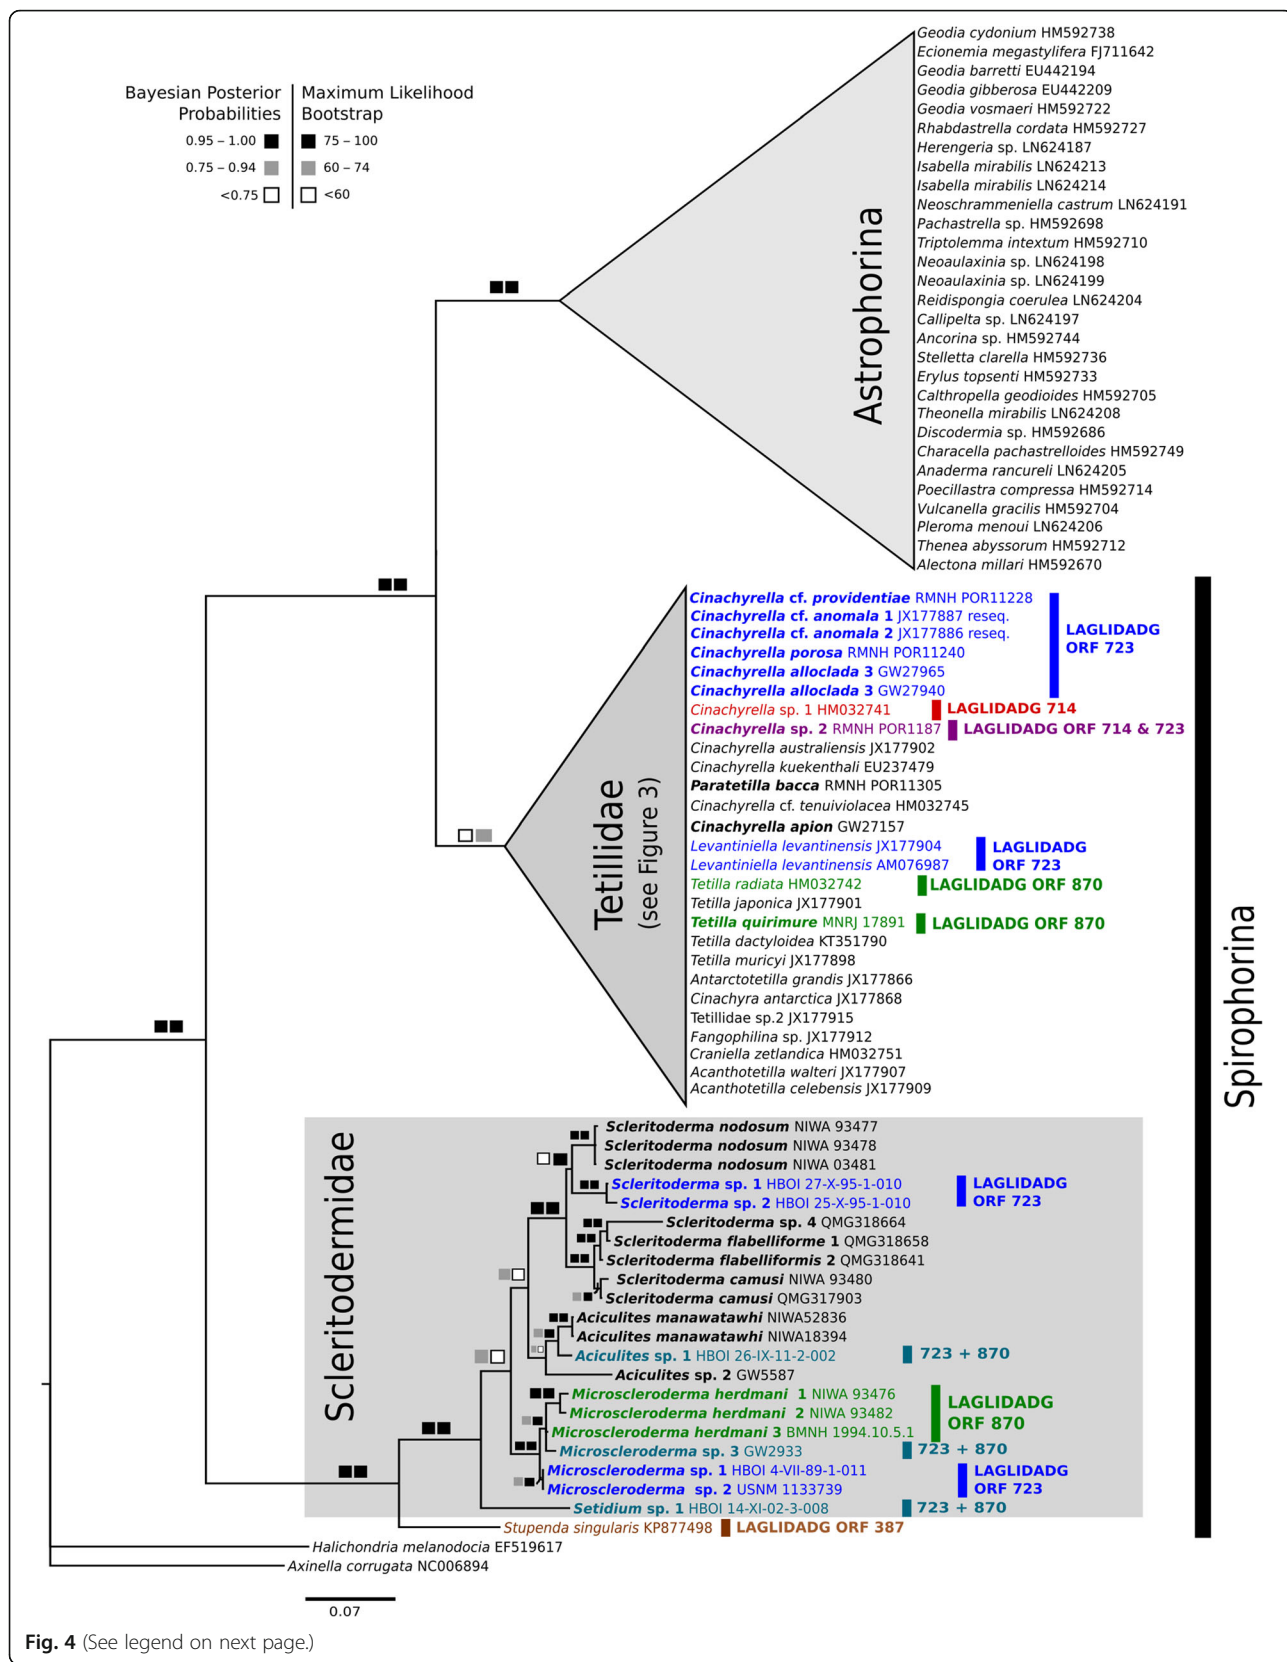 Bayesian Posterior
Probabilities
0.95 – 1.00
0.75 – 0.94
<0.75
Maximum Likelihood
Bootstrap
75 – 100
60 – 74
<60
Astrophorina
Geodia cydonium HM592738
Ecionemia megastylifera FJ711642
Geodia barretti EU442194
Geodia gibberosa EU442209
Geodia vosmaeri HM592722
Rhabdastrella cordata HM592727
Herengeria sp. LN624187
Isabella mirabilis LN624213
Isabella mirabilis LN624214
Neoschrammeniella castrum LN624191
Pachastrella sp. HM592698
Triptolemma intextum HM592710
Neoaulaxinia sp. LN624198
Neoaulaxinia sp. LN624199
Reidispongia coerulea LN624204
Callipelta sp. LN624197
Ancorina sp. HM592744
Stelletta clarella HM592736
Erylus topsenti HM592733
Calthropella geodioides HM592705
Theonella mirabilis LN624208
Discodermia sp. HM592686
Characella pachastrelloides HM592749
Anaderma rancureli LN624205
Poecillastra compressa HM592714
Vulcanella gracilis HM592704
Pleroma menoui LN624206
Thenea abyssorum HM592712
Alectona millari HM592670
Spirophorina
Tetillidae
(see Figure 3)
Cinachyrella cf. providentiae RMNH POR11228
Cinachyrella cf. anomala 1 JX177887 reseq.
Cinachyrella cf. anomala 2 JX177886 reseq.
Cinachyrella porosa RMNH POR11240
Cinachyrella alloclada 3 GW27965
Cinachyrella alloclada 3 GW27940
LAGLIDADG
ORF 723
Cinachyrella sp. 1 HM032741 LAGLIDADG 714
Cinachyrella sp. 2 RMNH POR1187 LAGLIDADG ORF 714 & 723
Cinachyrella australiensis JX177902
Cinachyrella kuekenthali EU237479
Paratetilla bacca RMNH POR11305
Cinachyrella cf. tenuiviolacea HM032745
Cinachyrella apion GW27157
Levantiniella levantinensis JX177904
Levantiniella levantinensis AM076987
LAGLIDADG
ORF 723
Tetilla radiata HM032742 LAGLIDADG ORF 870
Tetilla japonica JX177901
Tetilla quirimure MNRJ 17891 LAGLIDADG ORF 870
Tetilla dactyloidea KT351790
Tetilla muricyi JX177898
Antarctotetilla grandis JX177866
Cinachyra antarctica JX177868
Tetillidae sp.2 JX177915
Fangophilina sp. JX177912
Craniella zetlandica HM032751
Acanthotetilla walteri JX177907
Acanthotetilla celebensis JX177909
Scleritodermidae
Scleritoderma nodosum NIWA 93477
Scleritoderma nodosum NIWA 93478
Scleritoderma nodosum NIWA 03481
Scleritoderma sp. 1 HBOI 27-X-95-1-010
Scleritoderma sp. 2 HBOI 25-X-95-1-010
LAGLIDADG
ORF 723
Scleritoderma sp. 4 QMG318664
Scleritoderma flabelliforme 1 QMG318658
Scleritoderma flabelliformis 2 QMG318641
Scleritoderma camusi NIWA 93480
Scleritoderma camusi QMG317903
Aciculites manawatawhi NIWA52836
Aciculites manawatawhi NIWA18394
Aciculites sp. 1 HBOI 26-IX-11-2-002 723 + 870
Aciculites sp. 2 GW5587
Microscleroderma herdmani 1 NIWA 93476
Microscleroderma herdmani 2 NIWA 93482
Microscleroderma herdmani 3 BMNH 1994.10.5.1
LAGLIDADG
ORF 870
Microscleroderma sp. 3 GW2933 723 + 870
Microscleroderma sp. 1 HBOI 4-VII-89-1-011
Microscleroderma sp. 2 USNM 1133739
LAGLIDADG
ORF 723
Setidium sp. 1 HBOI 14-XI-02-3-008 723 + 870
Stupenda singularis KP877498 LAGLIDADG ORF 387
Halichondria melanodocia EF519617
Axinella corrugata NC006894
0.07
Fig. 4 (See legend on next page.)